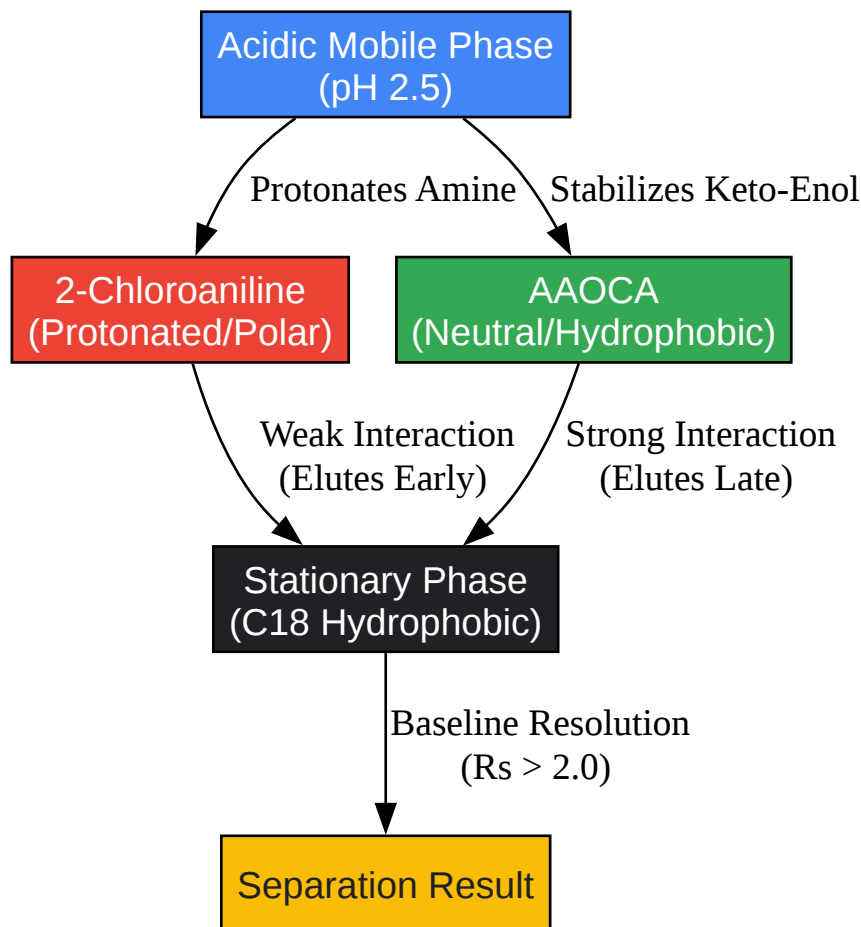 Acidic Mobile Phase
(pH 2.5)
Protonates Amine
Stabilizes Keto-Enol
2-Chloroaniline
(Protonated/Polar)
AAOCA
(Neutral/Hydrophobic)
Weak Interaction
(Elutes Early)
Strong Interaction
(Elutes Late)
Stationary Phase
(C18 Hydrophobic)
Baseline Resolution
(Rs > 2.0)
Separation Result